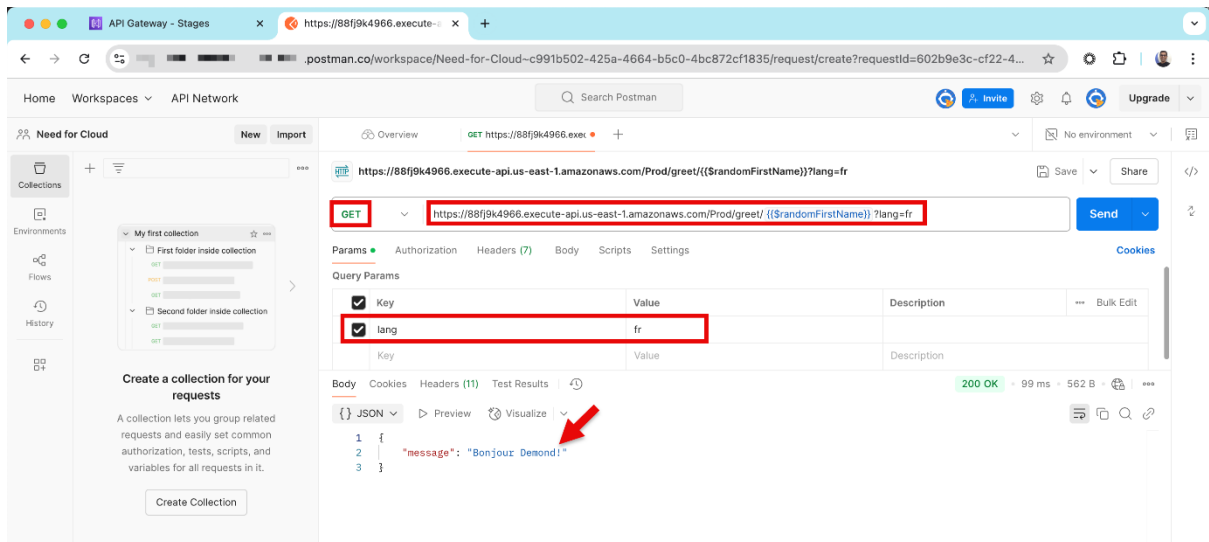 API Gateway - Stages
https://88fj9k4966.execute-a
.postman.co/workspace/Need-for-Cloud~c991b502-425a-4664-b5c0-4bc872cf1835/request/create?requestId=602b9e3c-cf22-4...
Home Workspaces API Network
Search Postman
Invite
Upgrade
Need for Cloud
New Import
Overview
GET https://88fj9k4966.exec
No environment
Collections
HTTP https://88fj9k4966.execute-api.us-east-1.amazonaws.com/Prod/greet/{{$randomFirstName}}?lang=fr
Save
Share
GET
https://88fj9k4966.execute-api.us-east-1.amazonaws.com/Prod/greet/ {{$randomFirstName}} ?lang=fr
Send
Environments
My first collection
First folder inside collection
GET
POST
GET
Second folder inside collection
GET
GET
Flows
History
Params Authorization Headers (7) Body Scripts Settings
Cookies
Query Params
Key Value Description
Bulk Edit
lang fr
Key Value Description
Create a collection for your
requests
A collection lets you group related
requests and easily set common
authorization, tests, scripts, and
variables for all requests in it.
Create Collection
Body Cookies Headers (11) Test Results
200 OK 99 ms 562 B
{} JSON Preview Visualize
1 {
2 "message": "Bonjour Demond!"
3 }